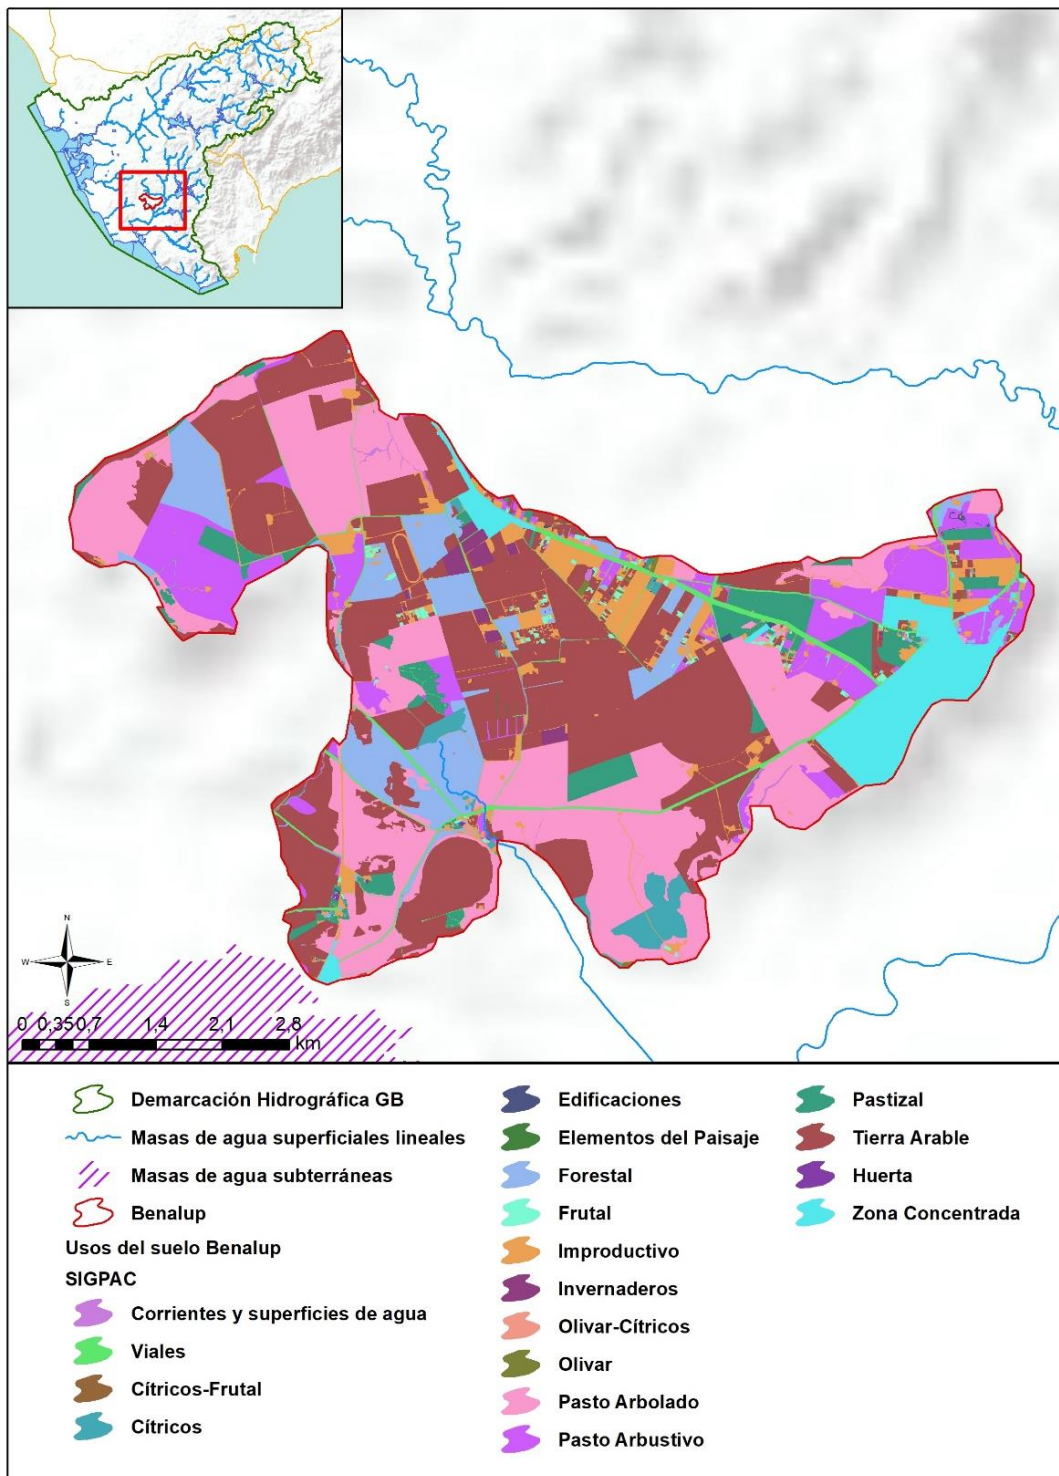 N
W E
S
0 0,350,7 1,4 2,1 2,8
km
Demarcación Hidrográfica GB
Masas de agua superficiales lineales
Masas de agua subterráneas
Benalup
Usos del suelo Benalup
SIGPAC
Corrientes y superficies de agua
Viales
Cítricos-Frutal
Cítricos
Edificaciones
Elementos del Paisaje
Forestal
Frutal
Improductivo
Invernaderos
Olivar-Cítricos
Olivar
Pasto Arbolado
Pasto Arbustivo
Pastizal
Tierra Arable
Huerta
Zona Concentrada